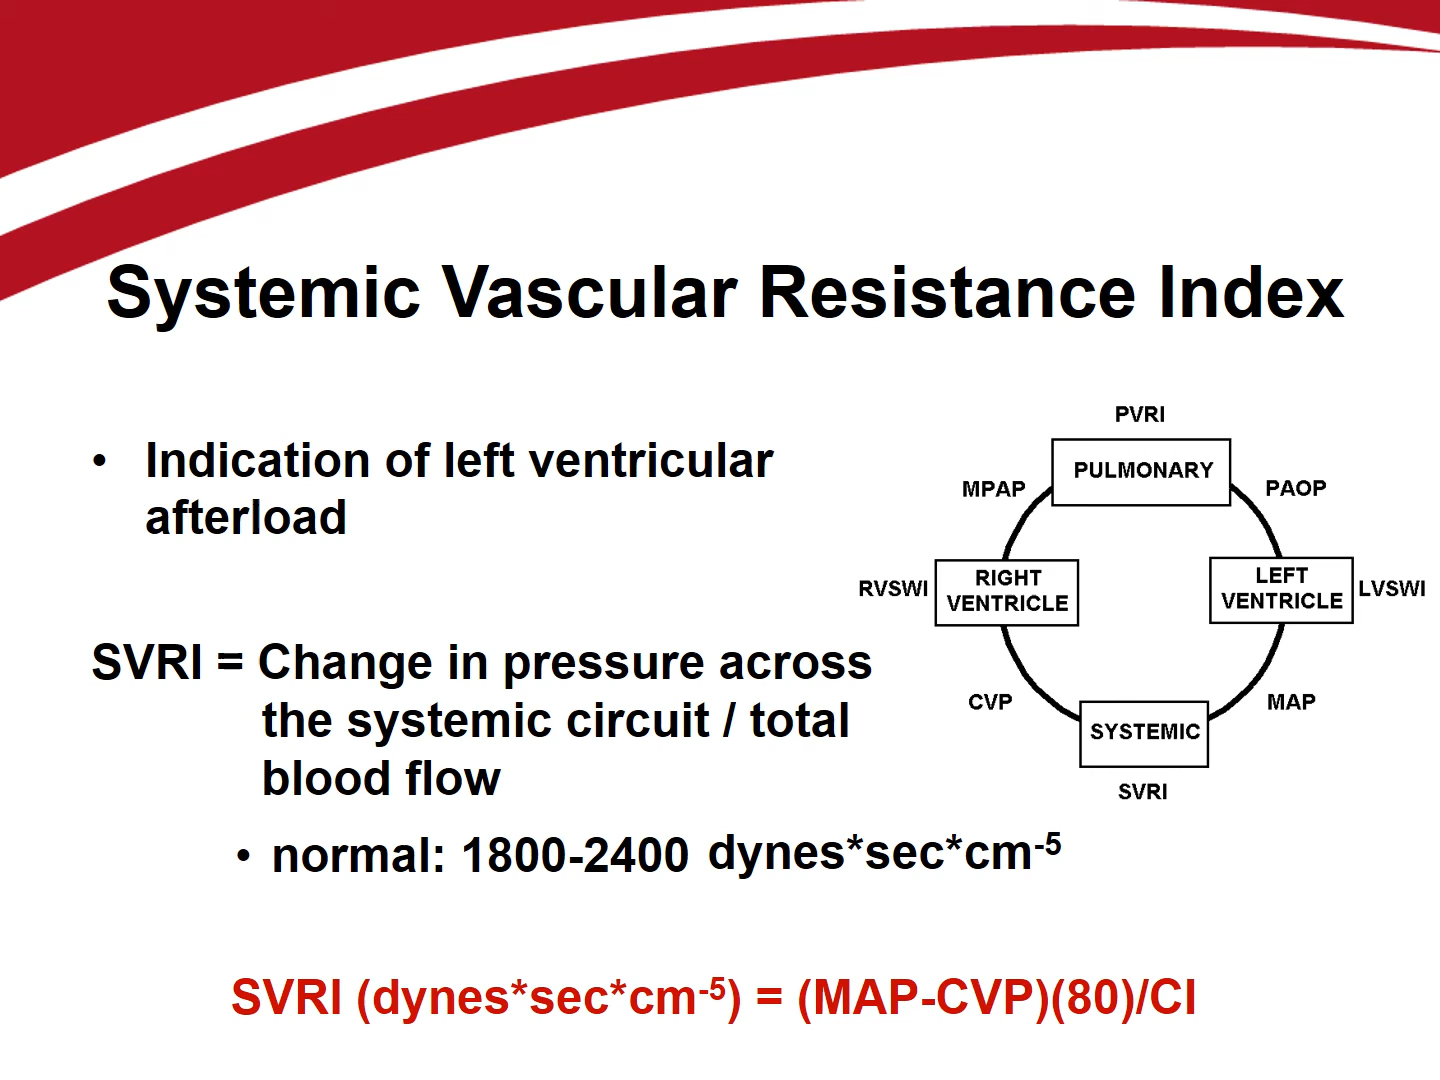 Systemic Vascular Resistance Index
• Indication of left ventricular
afterload
SVRI = Change in pressure across
the systemic circuit / total
blood flow
• normal: 1800-2400 dynes*sec*cm-5
PVRI
PULMONARY
MPAP
PAOP
RVSWI
RIGHT
VENTRICLE
LEFT
VENTRICLE
LVSWI
CVP
MAP
SYSTEMIC
SVRI
SVRI (dynes*sec*cm-5) = (MAP-CVP)(80)/CI